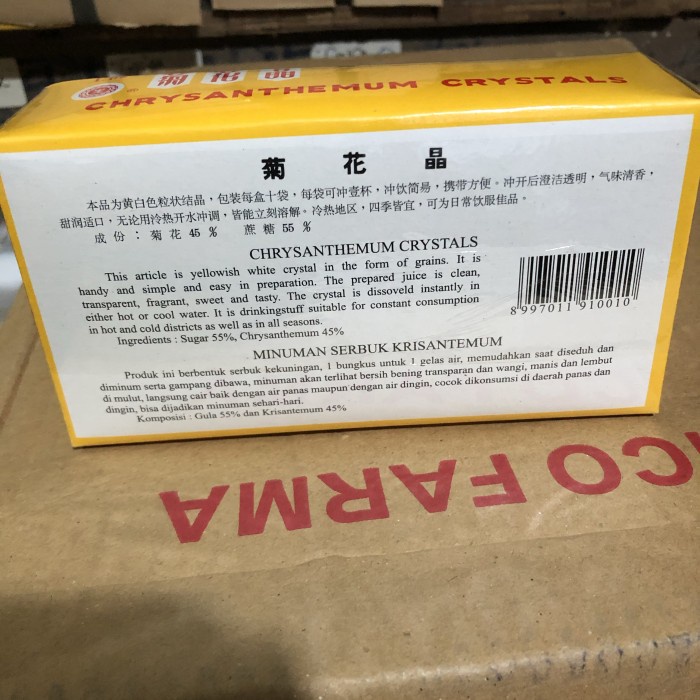 菊花晶
CHRYSANTHEMUM CRYSTALS
菊 花 晶
本品为黄白色粒状结晶，包装每盒十袋，每袋可冲壹杯，冲饮简易，携带方便。冲开后澄洁透明，气味清香，
甜润适口，无论用冷热开水冲调，皆能立刻溶解。冷热地区，四季皆宜，可为日常饮服佳品。
成 份 : 菊 花 45 % 蔗 糖 55 %
CHRYSANTHEMUM CRYSTALS
This article is yellowish white crystal in the form of grains. It is
handy and simple and easy in preparation. The prepared juice is clean,
transparent, fragrant, sweet and tasty. The crystal is dissoveld instantly in
either hot or cool water. It is drinkingstuff suitable for constant consumption
in hot and cold districts as well as in all seasons.
Ingredients : Sugar 55%, Chrysanthemum 45%
8 997011 910010
MINUMAN SERBUK KRISANTEMUM
Produk ini berbentuk serbuk kekuningan, 1 bungkus untuk 1 gelas air, memudahkan saat diseduh dan
diminum serta gampang dibawa, minuman akan terlihat bersih bening transparan dan wangi, manis dan lembut
di mulut, langsung cair baik dengan air panas maupun dengan air dingin, cocok dikonsumsi di daerah panas dan
dingin, bisa dijadikan minuman sehari-hari.
Komposisi : Gula 55% dan Krisantemum 45%
CO FARMA